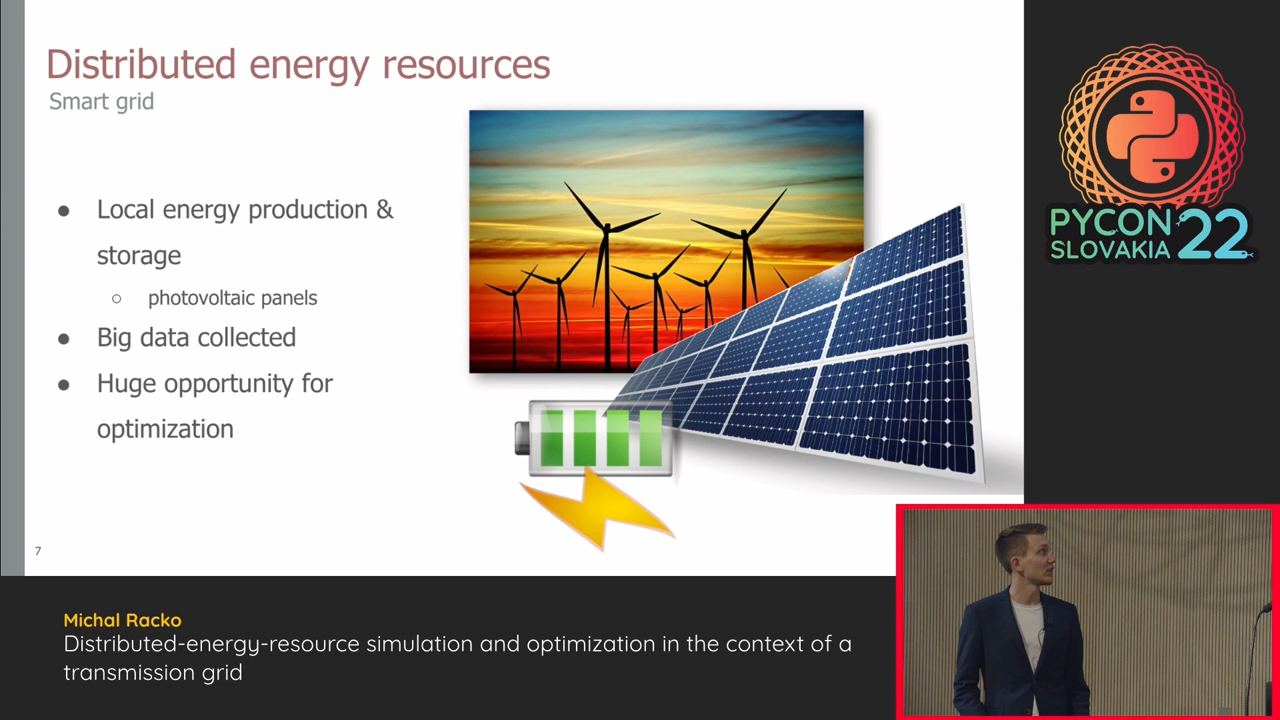 Distributed energy resources
Smart grid
● Local energy production &
storage
○ photovoltaic panels
● Big data collected
● Huge opportunity for
optimization
7
PYCON
SLOVAKIA 22
Michal Racko
Distributed-energy-resource simulation and optimization in the context of a
transmission grid